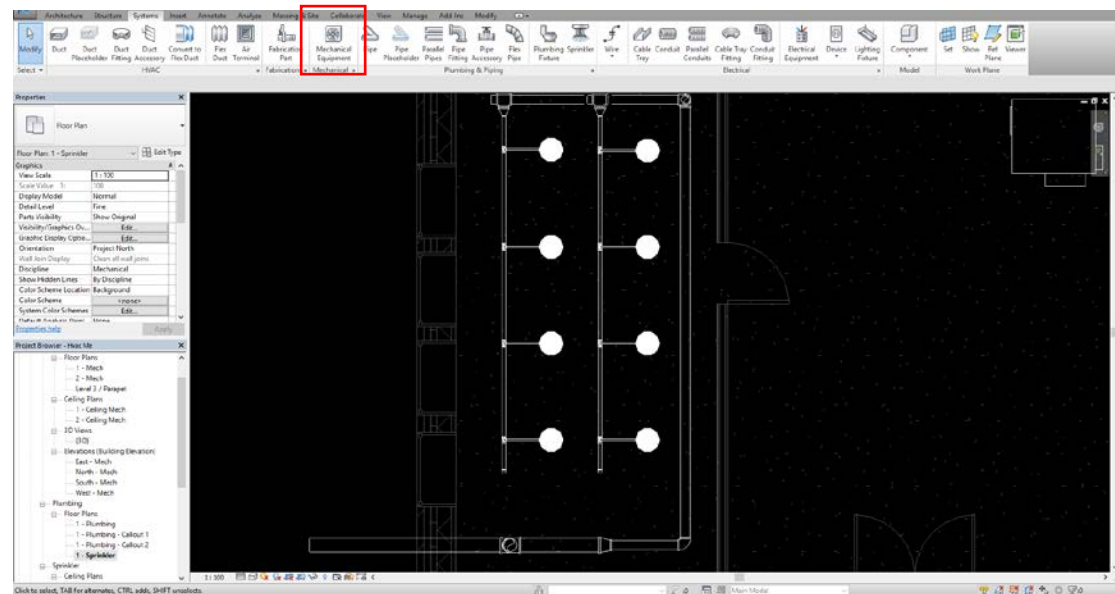 Architecture Structure Systems Insert Annotate Analyze Massing & Site Collaborate View Manage Add-Ins Modify
Modify Duct Duct Placeholder Duct Fitting Duct Accessory Convert to Flex Duct Flex Duct Air Terminal Fabrication Part Mechanical Equipment Pipe Pipe Placeholder Parallel Pipes Pipe Fitting Pipe Accessory Flex Pipe Plumbing Fixture Sprinkler Wire Cable Tray Conduit Parallel Conduits Cable Tray Fitting Conduit Fitting Electrical Equipment Device Lighting Fixture Component Set Show Ref Plane Viewer
Select HVAC Fabrication Mechanical Plumbing & Piping Electrical Model Work Plane
Properties
Floor Plan
Floor Plan: 1 - Sprinkler Edit Type
Graphics
View Scale 1 : 100
Scale Value 1: 100
Display Model Normal
Detail Level Fine
Parts Visibility Show Original
Visibility/Graphics Ov... Edit...
Graphic Display Optio... Edit...
Orientation Project North
Wall Join Display Clean all wall joins
Discipline Mechanical
Show Hidden Lines By Discipline
Color Scheme Location Background
Color Scheme <none>
System Color Schemes Edit...
Properties help Apply
Project Browser - Hvac Me
Floor Plans
1 - Mech
2 - Mech
Level 3 / Parapet
Ceiling Plans
1 - Ceiling Mech
2 - Ceiling Mech
3D Views
{3D}
Elevations (Building Elevation)
East - Mech
North - Mech
South - Mech
West - Mech
Plumbing
Floor Plans
1 - Plumbing
1 - Plumbing - Callout 1
1 - Plumbing - Callout 2
1 - Sprinkler
Sprinkler
Ceiling Plans
1 : 100
Click to select, TAB for alternates, CTRL adds, SHIFT unselects. :0 Main Model :0